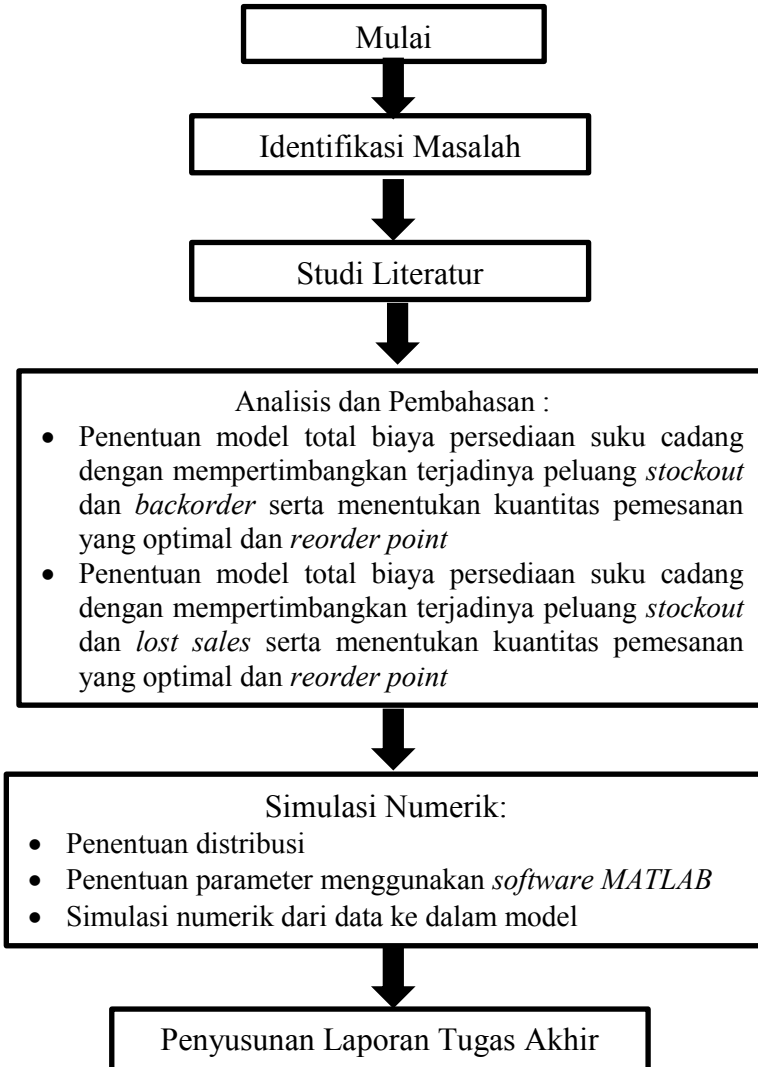 Mulai
Identifikasi Masalah
Studi Literatur
Analisis dan Pembahasan :
• Penentuan model total biaya persediaan suku cadang
dengan mempertimbangkan terjadinya peluang stockout
dan backorder serta menentukan kuantitas pemesanan
yang optimal dan reorder point
• Penentuan model total biaya persediaan suku cadang
dengan mempertimbangkan terjadinya peluang stockout
dan lost sales serta menentukan kuantitas pemesanan
yang optimal dan reorder point
Simulasi Numerik:
• Penentuan distribusi
• Penentuan parameter menggunakan software MATLAB
• Simulasi numerik dari data ke dalam model
Penyusunan Laporan Tugas Akhir